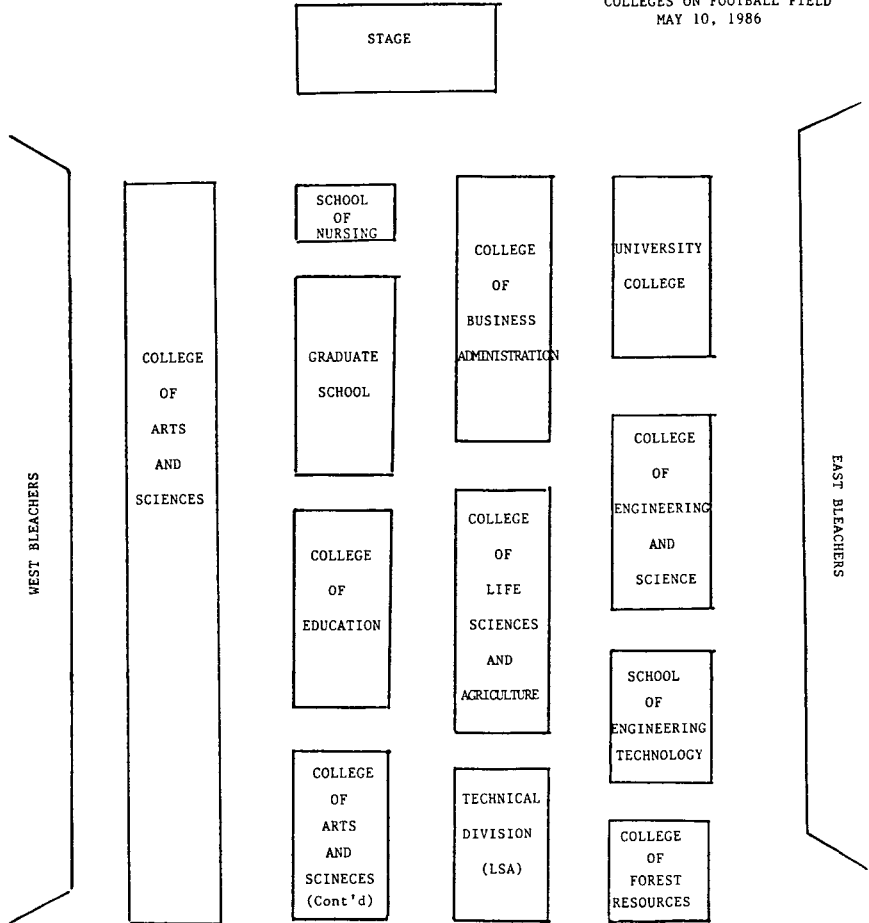 COLLEGES ON FOOTBALL FIELD
MAY 10, 1986
STAGE
WEST BLEACHERS
COLLEGE
OF
ARTS
AND
SCIENCES
SCHOOL
OF
NURSING
GRADUATE
SCHOOL
COLLEGE
OF
EDUCATION
COLLEGE
OF
ARTS
AND
SCINECES
(Cont'd)
COLLEGE
OF
BUSINESS
ADMINISTRATION
COLLEGE
OF
LIFE
SCIENCES
AND
AGRICULTURE
TECHNICAL
DIVISION
(LSA)
UNIVERSITY
COLLEGE
COLLEGE
OF
ENGINEERING
AND
SCIENCE
SCHOOL
OF
ENGINEERING
TECHNOLOGY
COLLEGE
OF
FOREST
RESOURCES
EAST BLEACHERS